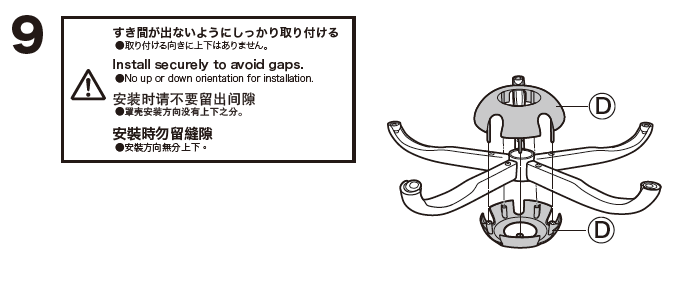 9
すき間が出ないようにしっかり取り付ける
●取り付ける向きに上下はありません。
Install securely to avoid gaps.
●No up or down orientation for installation.
安装时请不要留出间隙
●罩壳安装方向没有上下之分。
安裝時勿留縫隙
●安裝方向無分上下。
D
D